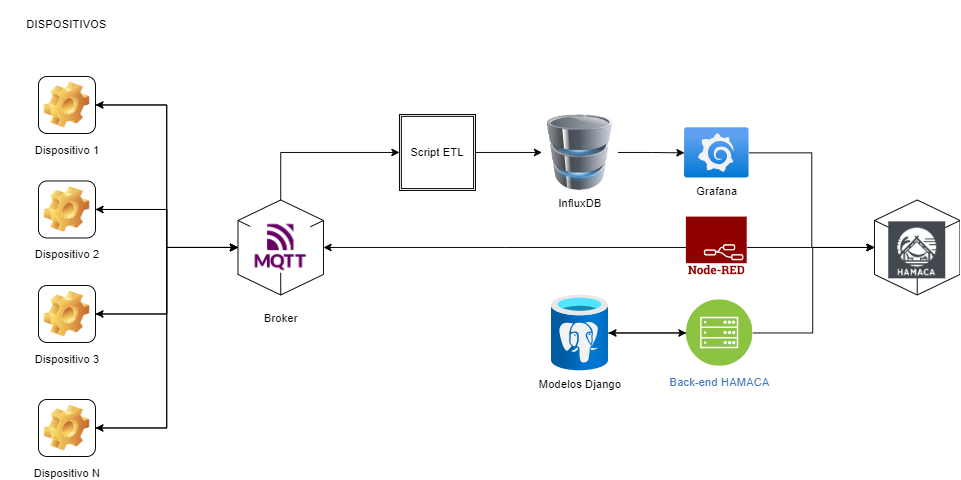 DISPOSITIVOS
Dispositivo 1
Dispositivo 2
Dispositivo 3
Dispositivo N
MQTT
Broker
Script ETL
InfluxDB
Grafana
Node-RED
Modelos Django
Back-end HAMACA
HAMACA